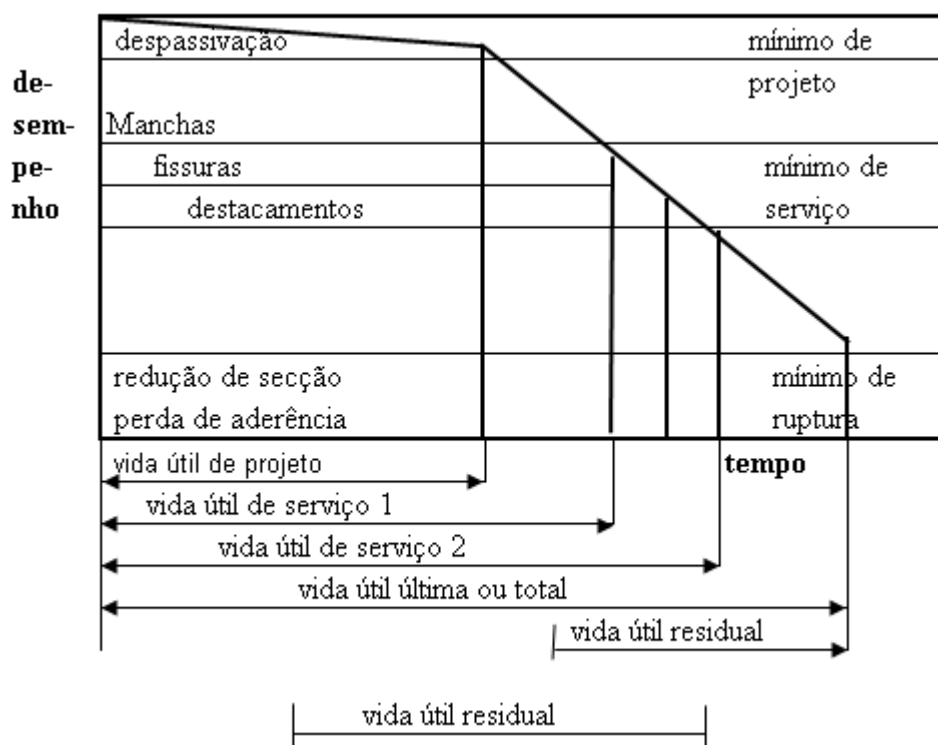 despassivação
mínimo de
projeto
de-
sem-
pe-
nho
Manchas
fissuras
mínimo de
serviço
destacamentos
redução de secção
mínimo de
perda de aderência
ruptura
vida útil de projeto
tempo
vida útil de serviço 1
vida útil de serviço 2
vida útil última ou total
vida útil residual
vida útil residual